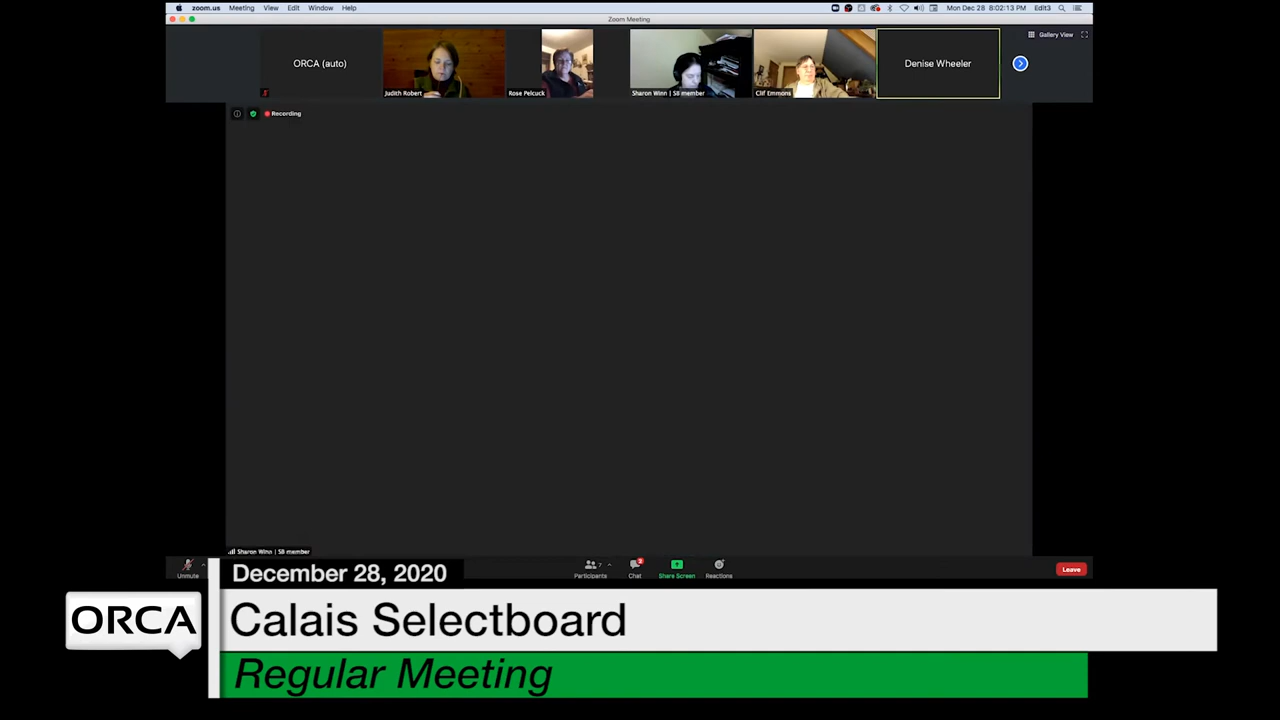 zoom.us Meeting View Edit Window Help Mon Dec 28 8:02:13 PM Edit3
Zoom Meeting
Gallery View
ORCA (auto)
Denise Wheeler
Judith Robert
Rose Pelcuck
Sharon Winn | SB member
Clif Emmons
Recording
Sharon Winn | SB member
Unmute
Participants 7
Chat
Share Screen
Reactions
Leave
December 28, 2020
ORCA
Calais Selectboard
Regular Meeting